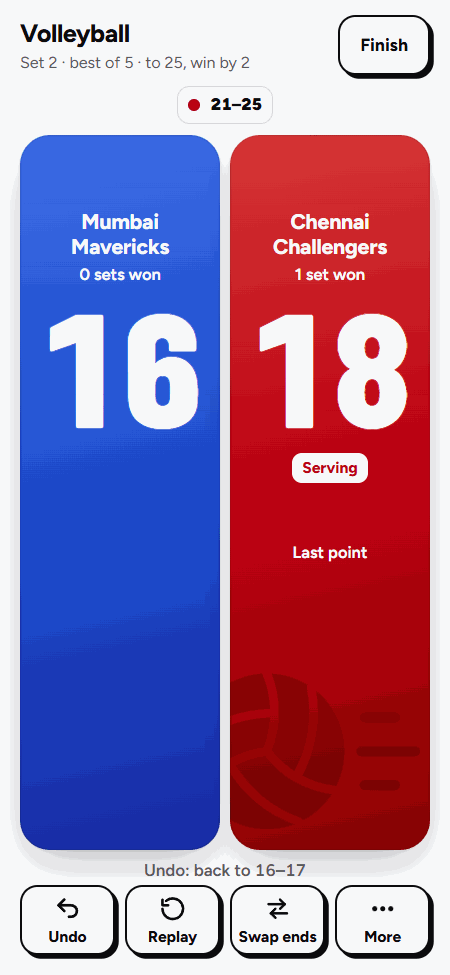 Volleyball
Set 2 · best of 5 · to 25, win by 2
Finish
21–25
Mumbai
Mavericks
0 sets won
16
Chennai
Challengers
1 set won
18
Serving
Last point
Undo: back to 16–17
Undo
Replay
Swap ends
More